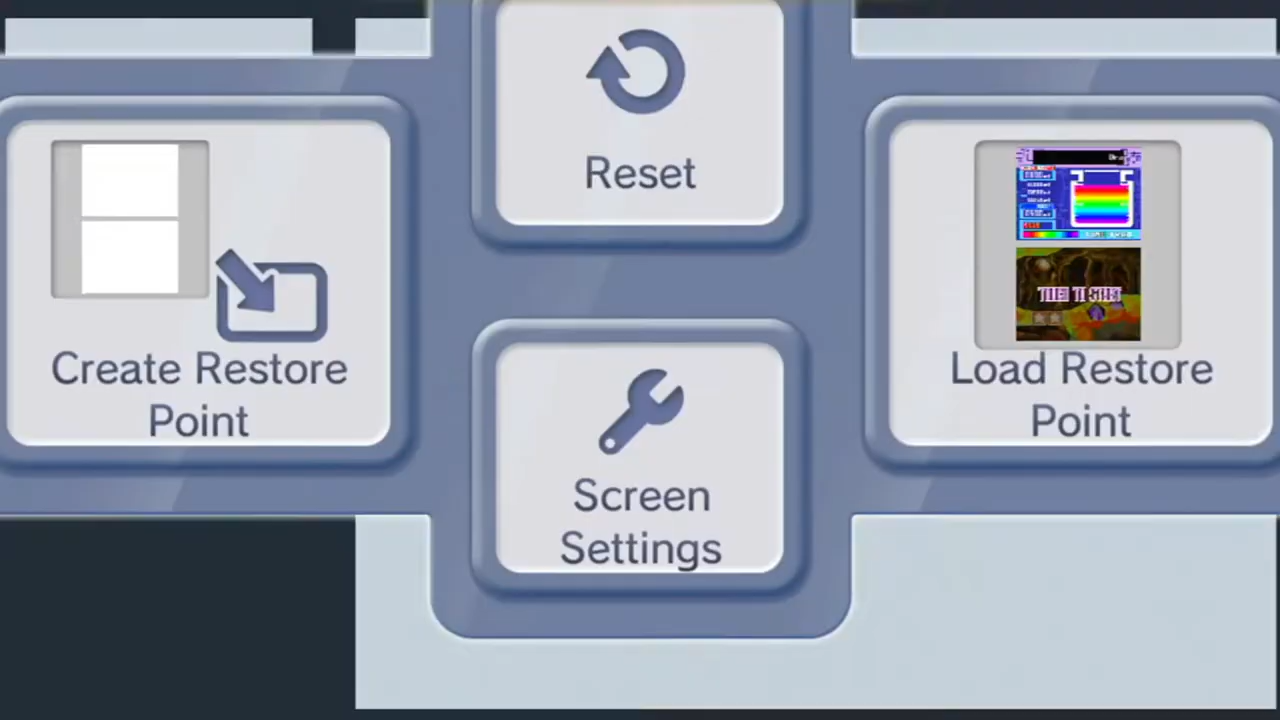 Reset
Create Restore
Point
Load Restore
Point
Screen
Settings